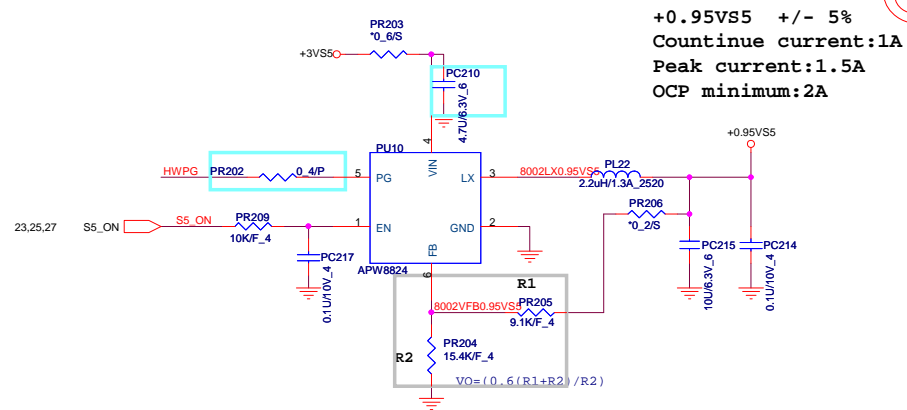 +0.95VS5 +/- 5%
Countinue current:1A
Peak current:1.5A
OCP minimum:2A
PR203
*0_6/S
+3VS5
PC210
4.7U/6.3V_6
+0.95VS5
4
PU10
HWPG
PR202
0_4/P
5
PG
VIN
LX
3
8002LX0.95VS5
PL22
2.2uH/1.3A_2520
PR206
*0_2/S
23,25,27
S5_ON
S5_ON
PR209
10K/F_4
1
EN
GND
2
FB
PC217
0.1U/10V_4
APW8824
6
PC215
10U/6.3V_6
PC214
0.1U/10V_4
R1
8002VFB0.95VS5
PR205
9.1K/F_4
R2
PR204
15.4K/F_4
VO=(0.6(R1+R2)/R2)